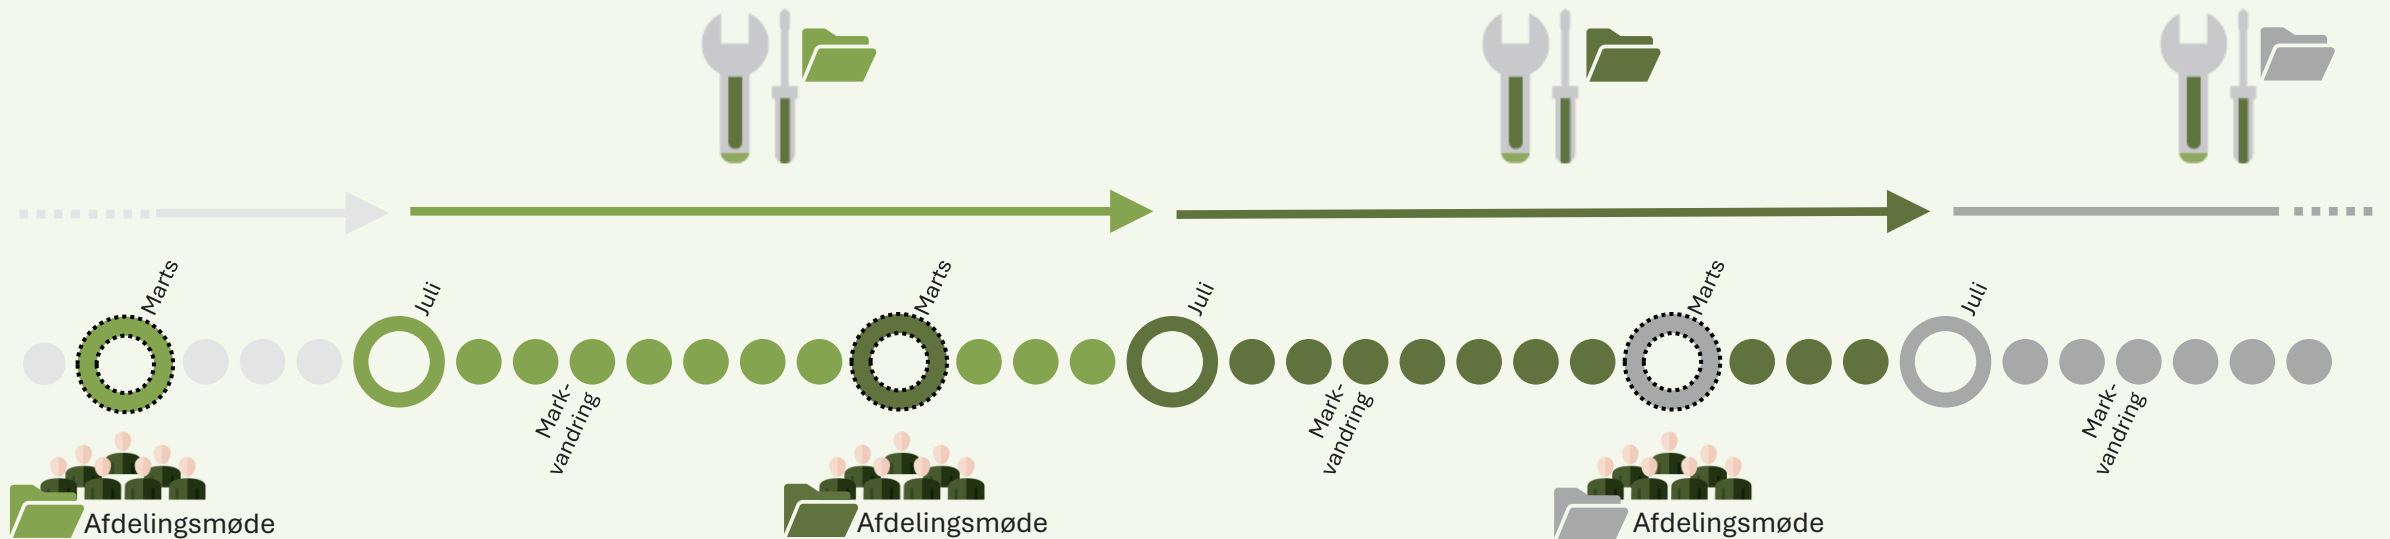 Marts
Juli
Marts
Juli
Marts
Juli
Mark-
vandring
Mark-
vandring
Mark-
vandring
Afdelingsmøde
Afdelingsmøde
Afdelingsmøde